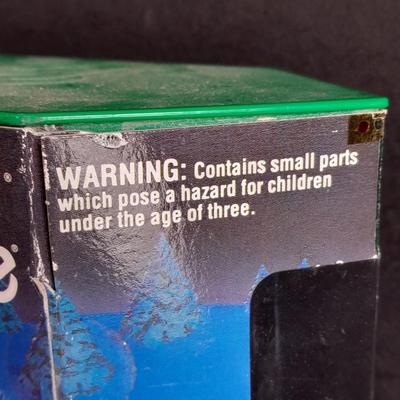 WARNING: Contains small parts
which pose a hazard for children
under the age of three.
e